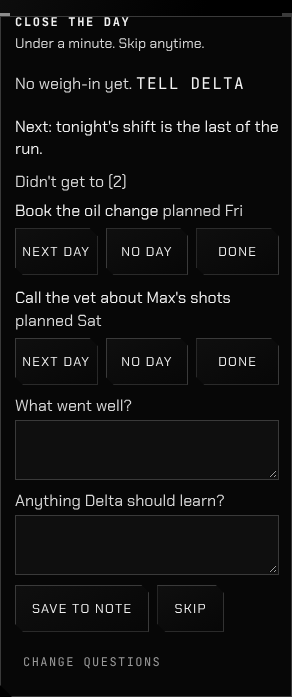 CLOSE THE DAY
Under a minute. Skip anytime.
No weigh-in yet. TELL DELTA
Next: tonight's shift is the last of the
run.
Didn't get to (2)
Book the oil change planned Fri
NEXT DAY NO DAY DONE
Call the vet about Max's shots
planned Sat
NEXT DAY NO DAY DONE
What went well?
Anything Delta should learn?
SAVE TO NOTE SKIP
CHANGE QUESTIONS